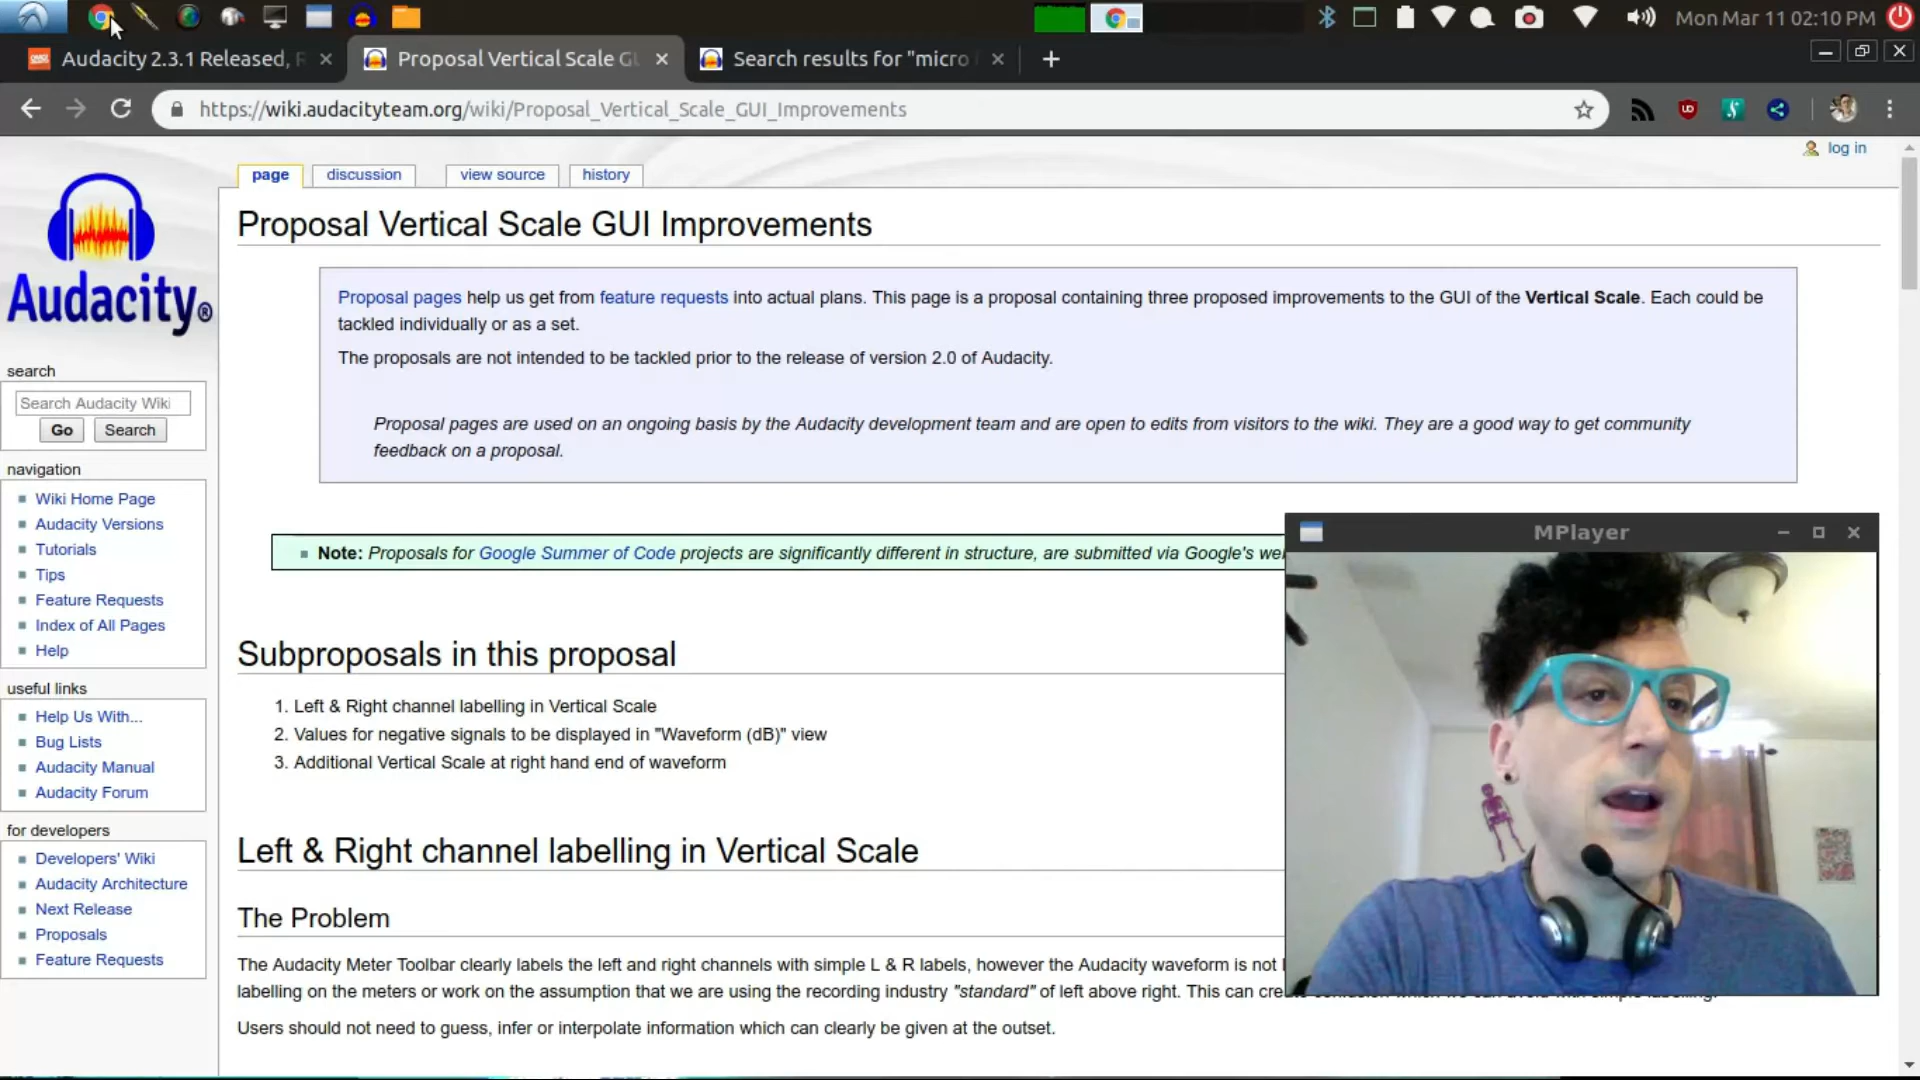 Mon Mar 11 02:10 PM
Audacity 2.3.1 Released,
Proposal Vertical Scale
Search results for "micro
https://wiki.audacityteam.org/wiki/Proposal_Vertical_Scale_GUI_Improvements
log in
page
discussion
view source
history
Audacity®
Proposal Vertical Scale GUI Improvements
Proposal pages help us get from feature requests into actual plans. This page is a proposal containing three proposed improvements to the GUI of the Vertical Scale. Each could be
tackled individually or as a set.
The proposals are not intended to be tackled prior to the release of version 2.0 of Audacity.
Proposal pages are used on an ongoing basis by the Audacity development team and are open to edits from visitors to the wiki. They are a good way to get community
feedback on a proposal.
search
Search Audacity Wiki
Go
Search
navigation
Wiki Home Page
Audacity Versions
Tutorials
Tips
Feature Requests
Index of All Pages
Help
useful links
Help Us With...
Bug Lists
Audacity Manual
Audacity Forum
for developers
Developers' Wiki
Audacity Architecture
Next Release
Proposals
Feature Requests
Note: Proposals for Google Summer of Code projects are significantly different in structure, are submitted via Google's
MPlayer
Subproposals in this proposal
1. Left & Right channel labelling in Vertical Scale
2. Values for negative signals to be displayed in "Waveform (dB)" view
3. Additional Vertical Scale at right hand end of waveform
Left & Right channel labelling in Vertical Scale
The Problem
The Audacity Meter Toolbar clearly labels the left and right channels with simple L & R labels, however the Audacity waveform is not
labelling on the meters or work on the assumption that we are using the recording industry "standard" of left above right. This can
Users should not need to guess, infer or interpolate information which can clearly be given at the outset.